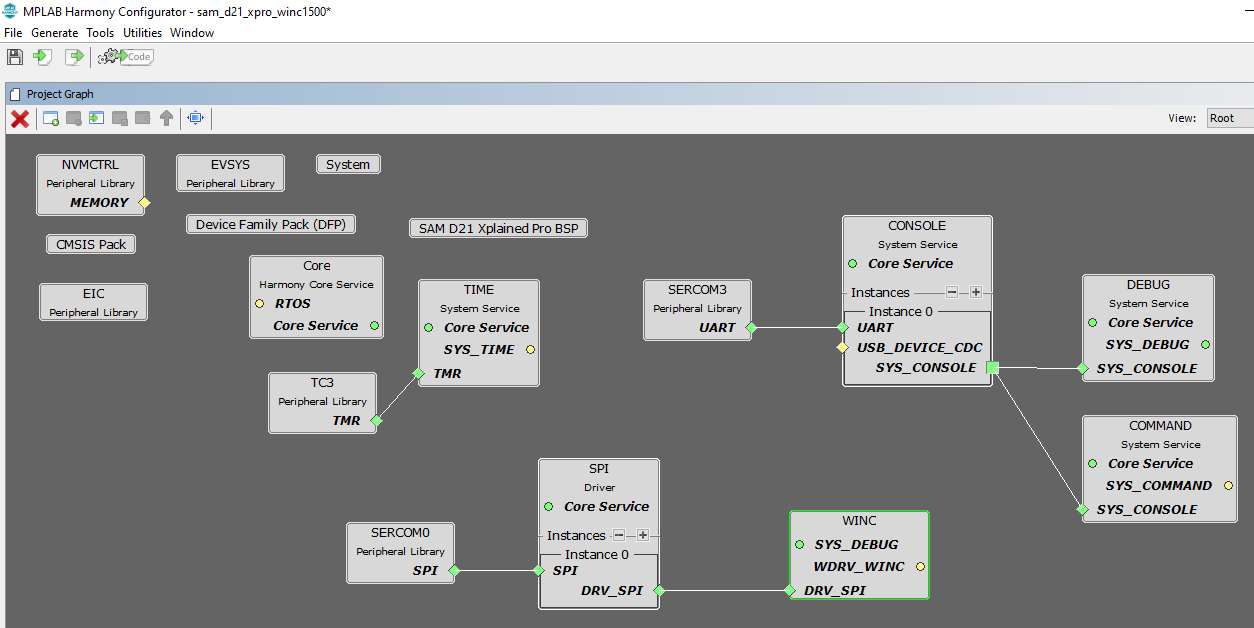 MPLAB Harmony Configurator - sam_d21_xpro_winc1500*
File Generate Tools Utilities Window
Code
Project Graph
View: Root
NVMCTRL
Peripheral Library
MEMORY
EVSYS
Peripheral Library
System
Device Family Pack (DFP)
SAM D21 Xplained Pro BSP
CMSIS Pack
EIC
Peripheral Library
Core
Harmony Core Service
RTOS
Core Service
TIME
System Service
Core Service
SYS_TIME
TMR
TC3
Peripheral Library
TMR
SERCOM3
Peripheral Library
UART
CONSOLE
System Service
Core Service
Instances
Instance 0
UART
USB_DEVICE_CDC
SYS_CONSOLE
DEBUG
System Service
Core Service
SYS_DEBUG
SYS_CONSOLE
COMMAND
System Service
Core Service
SYS_COMMAND
SYS_CONSOLE
SERCOM0
Peripheral Library
SPI
SPI
Driver
Core Service
Instances
Instance 0
SPI
DRV_SPI
WINC
SYS_DEBUG
WDRV_WINC
DRV_SPI